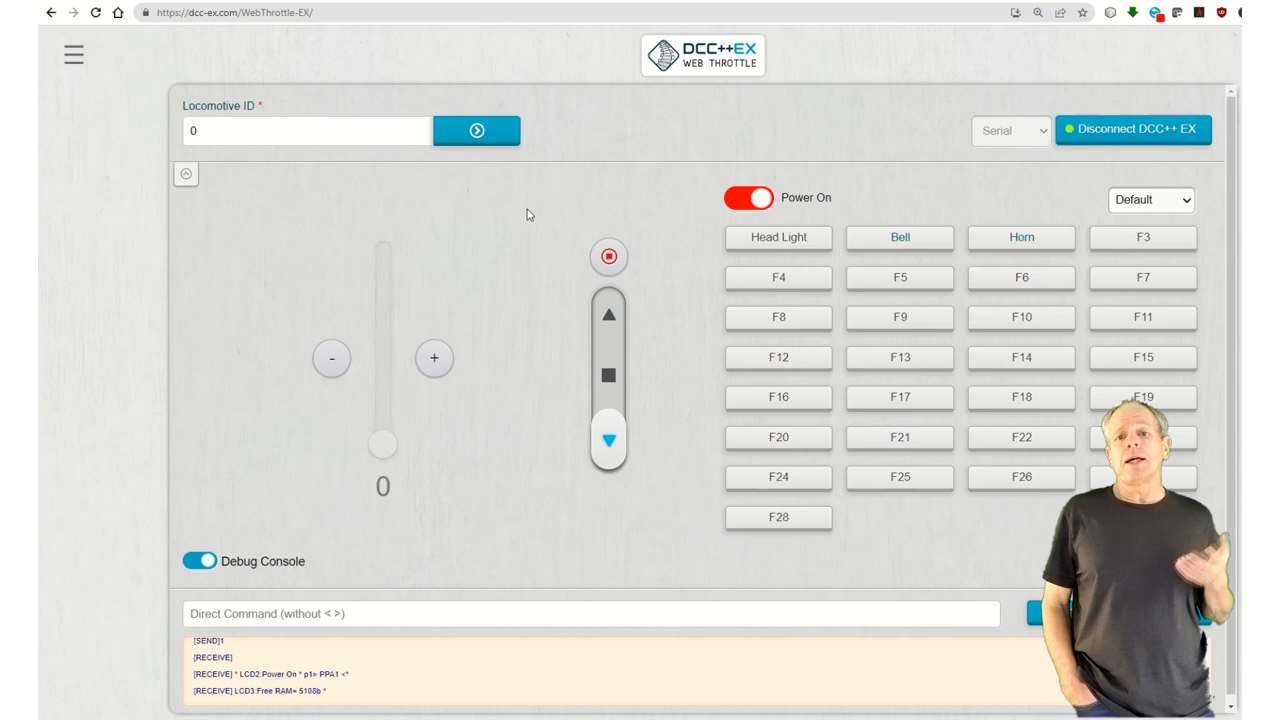 https://dcc-ex.com/WebThrottle-EX/
DCC++EX
WEB THROTTLE
Locomotive ID *
0
Serial
Disconnect DCC++ EX
Power On
Default
Head Light
Bell
Horn
F3
F4
F5
F6
F7
F8
F9
F10
F11
F12
F13
F14
F15
F16
F17
F18
F19
F20
F21
F22
F24
F25
F26
F28
-
+
0
Debug Console
Direct Command (without < >)
[SEND]1
[RECEIVE]
[RECEIVE] * LCD2:Power On * p1> PPA1 <*
[RECEIVE] LCD3:Free RAM= 5108b *